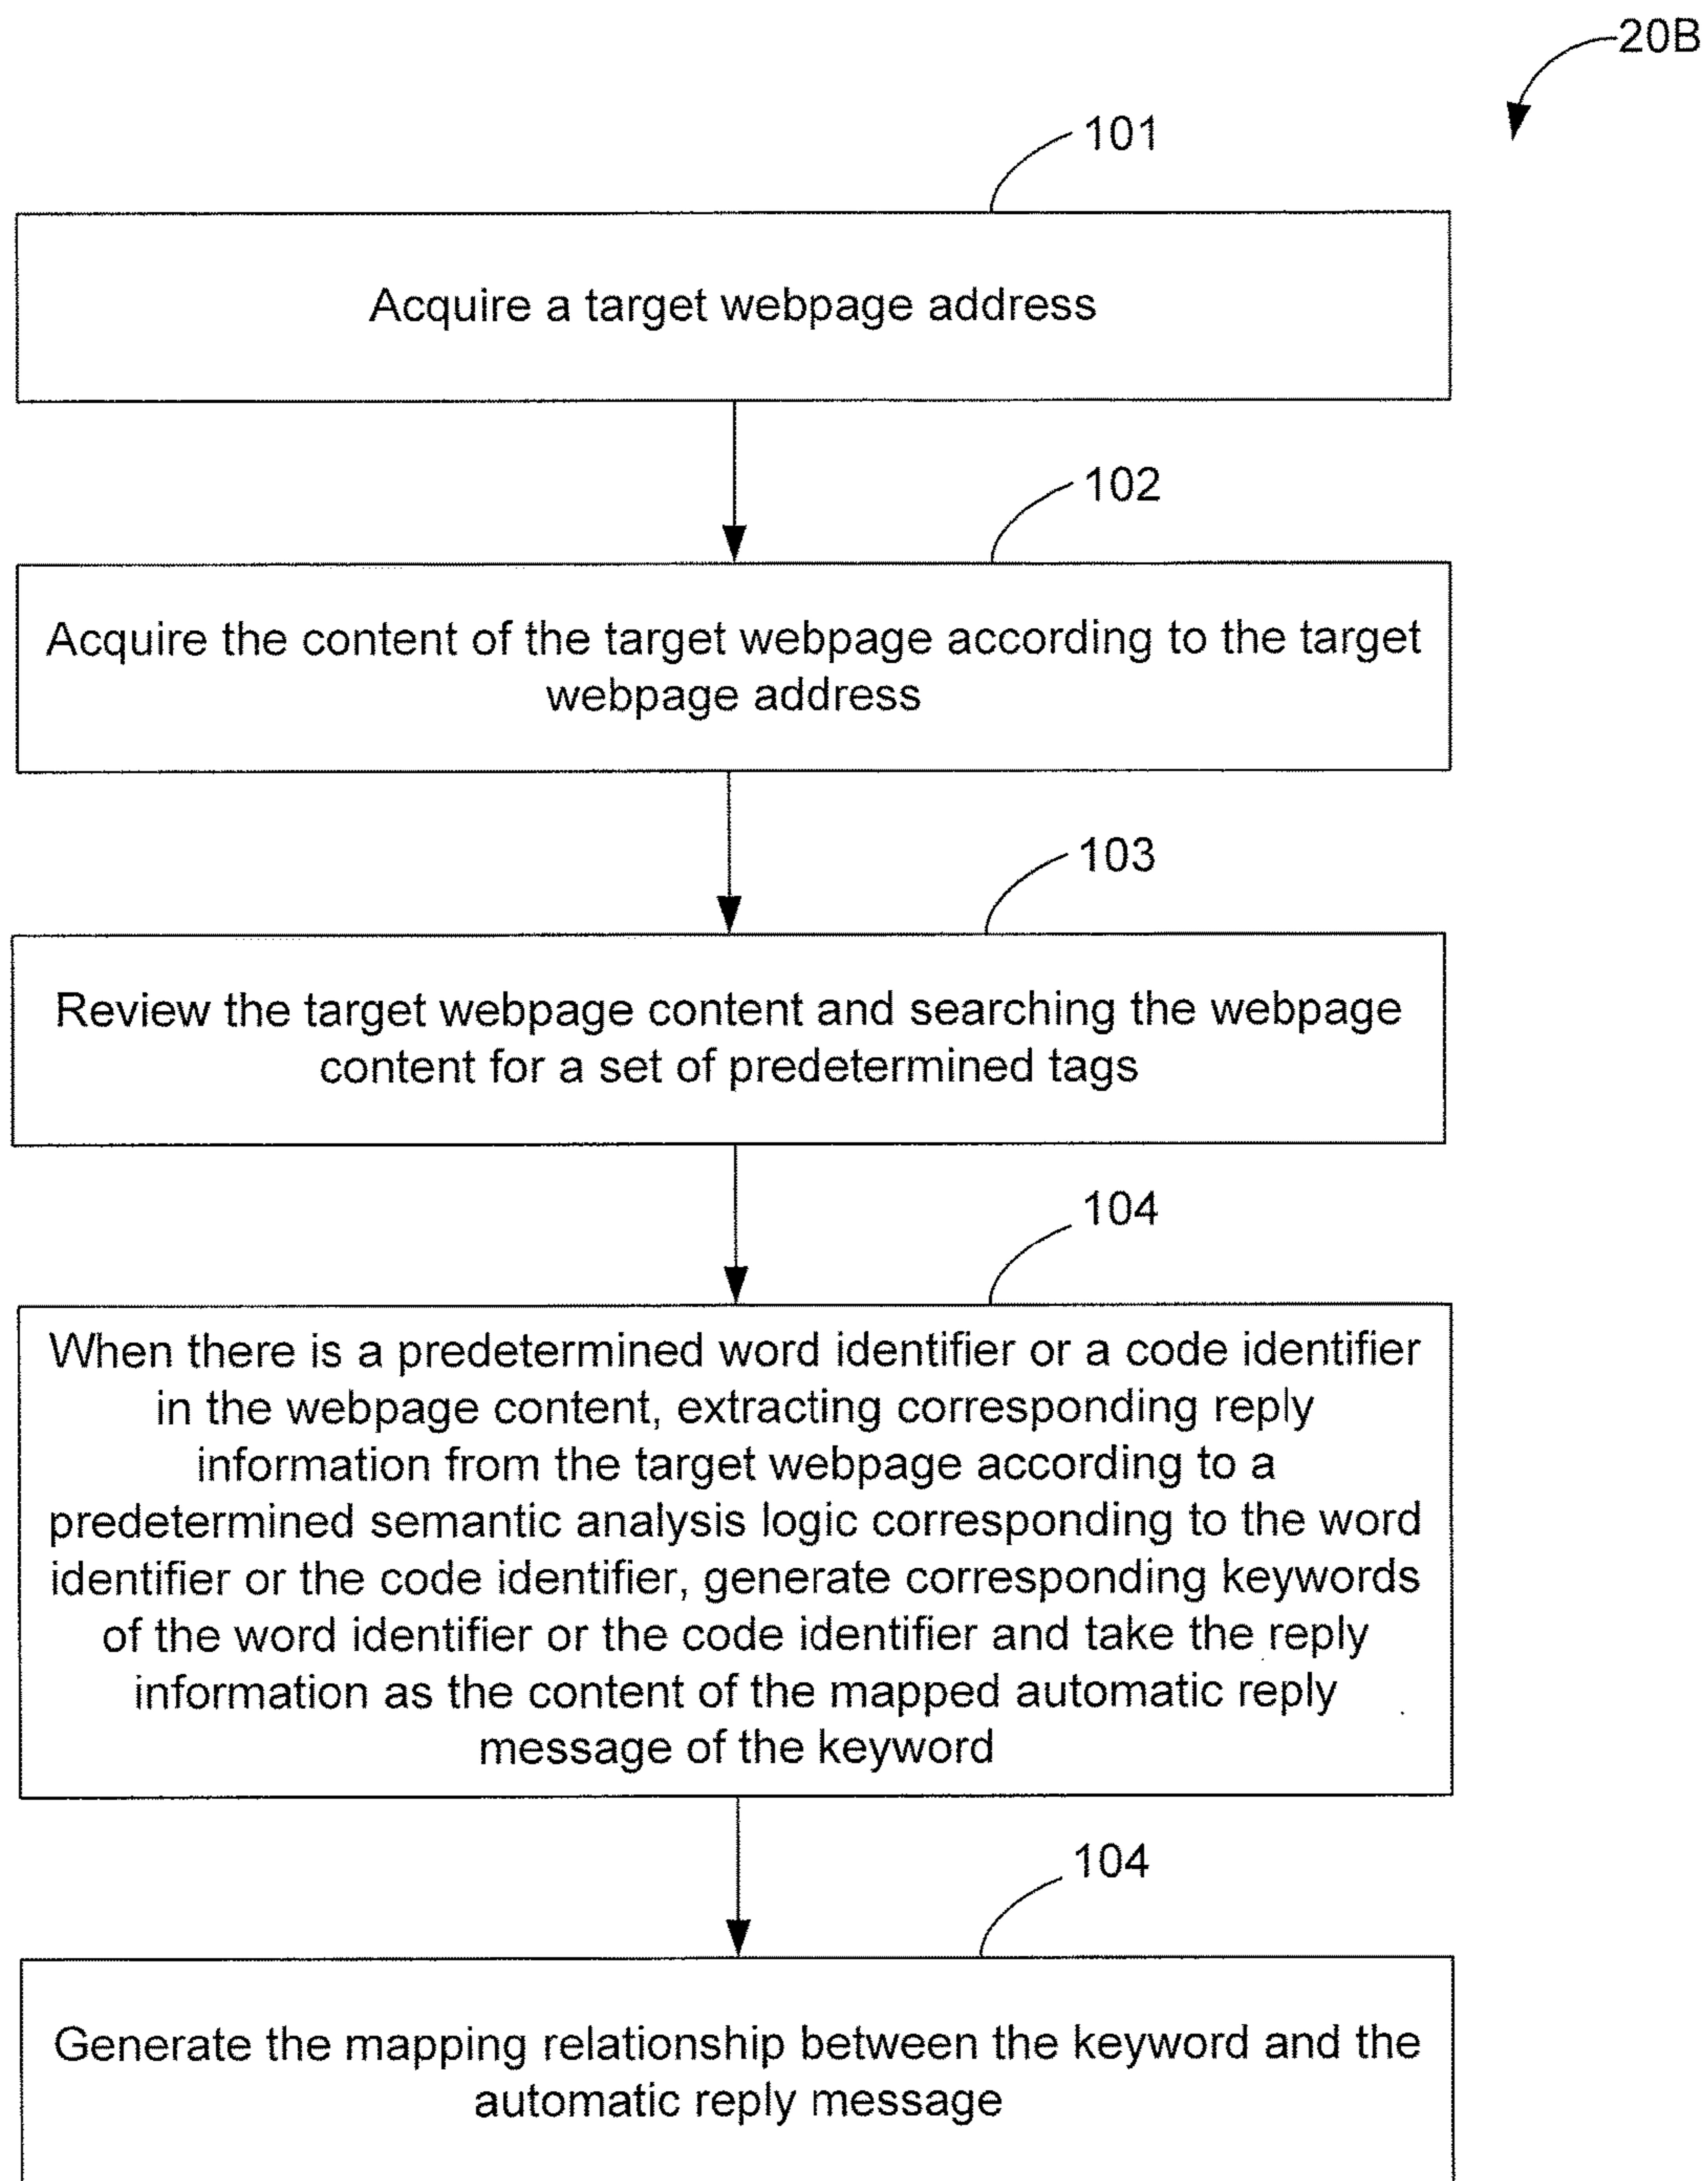 20B
101
Acquire a target webpage address
102
Acquire the content of the target webpage according to the target
webpage address
103
Review the target webpage content and searching the webpage
content for a set of predetermined tags
104
When there is a predetermined word identifier or a code identifier
in the webpage content, extracting corresponding reply
information from the target webpage according to a
predetermined semantic analysis logic corresponding to the word
identifier or the code identifier, generate corresponding keywords
of the word identifier or the code identifier and take the reply
information as the content of the mapped automatic reply
message of the keyword
104
Generate the mapping relationship between the keyword and the
automatic reply message